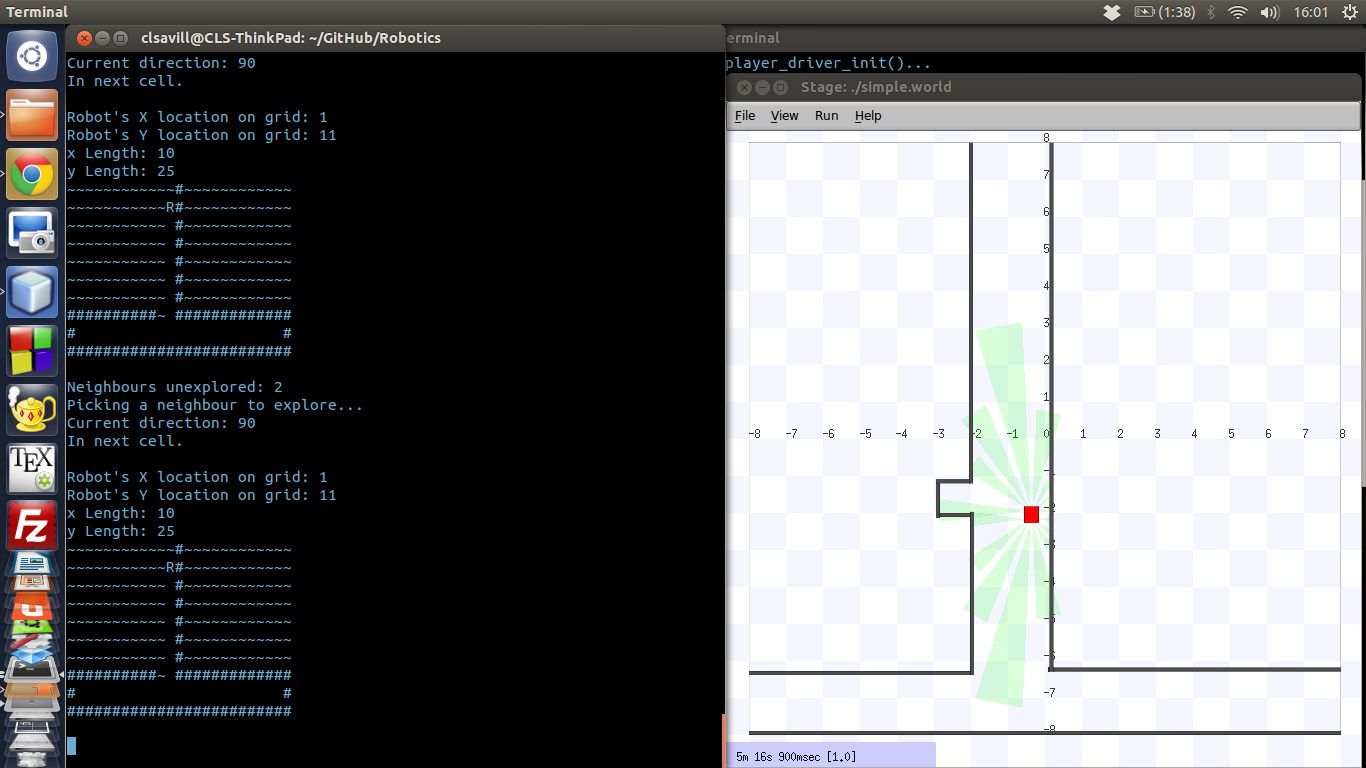 Terminal
(1:38)
16:01
clsavill@CLS-ThinkPad: ~/GitHub/Robotics
Current direction: 90
In next cell.
Robot's X location on grid: 1
Robot's Y location on grid: 11
x Length: 10
y Length: 25
~~~~~~~~~~~~#~~~~~~~~~~~~
~~~~~~~~~~~R#~~~~~~~~~~~~
~~~~~~~~~~~ #~~~~~~~~~~~~
~~~~~~~~~~~ #~~~~~~~~~~~~
~~~~~~~~~~~ #~~~~~~~~~~~~
~~~~~~~~~~~ #~~~~~~~~~~~~
~~~~~~~~~~~ #~~~~~~~~~~~~
##########~ #############
#                       #
#########################
Neighbours unexplored: 2
Picking a neighbour to explore...
Current direction: 90
In next cell.
Robot's X location on grid: 1
Robot's Y location on grid: 11
x Length: 10
y Length: 25
~~~~~~~~~~~~#~~~~~~~~~~~~
~~~~~~~~~~~R#~~~~~~~~~~~~
~~~~~~~~~~~ #~~~~~~~~~~~~
~~~~~~~~~~~ #~~~~~~~~~~~~
~~~~~~~~~~~ #~~~~~~~~~~~~
~~~~~~~~~~~ #~~~~~~~~~~~~
~~~~~~~~~~~ #~~~~~~~~~~~~
##########~ #############
#                       #
#########################
TEX
FZ
erminal
player_driver_init()...
Stage: ./simple.world
File View Run Help
8
7
6
5
4
3
2
1
-8 -7 -6 -5 -4 -3 -2 -1 0 1 2 3 4 5 6 7 8
-1
-2
-3
-4
-5
-6
-7
-8
5m 16s 900msec [1.0]